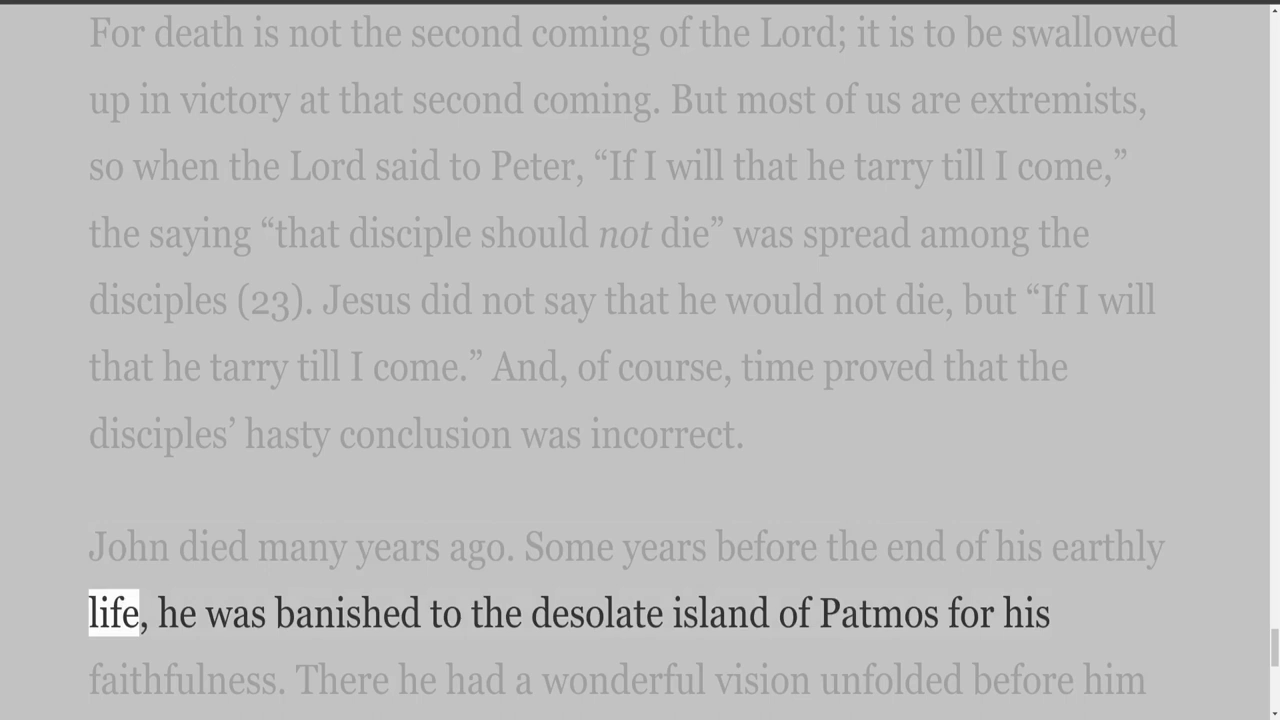 For death is not the second coming of the Lord; it is to be swallowed
up in victory at that second coming. But most of us are extremists,
so when the Lord said to Peter, “If I will that he tarry till I come,”
the saying “that disciple should not die” was spread among the
disciples (23). Jesus did not say that he would not die, but “If I will
that he tarry till I come.” And, of course, time proved that the
disciples’ hasty conclusion was incorrect.
John died many years ago. Some years before the end of his earthly
life, he was banished to the desolate island of Patmos for his
faithfulness. There he had a wonderful vision unfolded before him